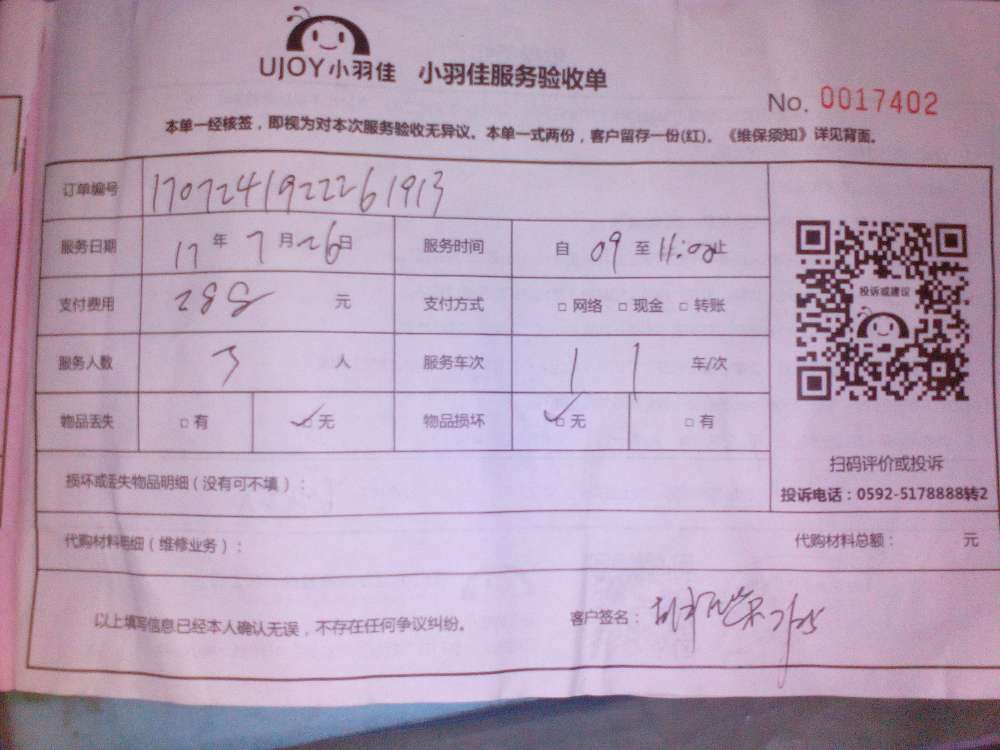 UJOY小羽佳 小羽佳服务验收单
No. 0017402
本单一经核签，即视为对本次服务验收无异议。本单一式两份，客户留存一份(红)。《维保须知》详见背面。
订单编号 170724192226 1913
服务日期 17 年 7 月 26 日 服务时间 自 09 至 11:00 止
支付费用 288 元 支付方式 □ 网络 □ 现金 □ 转账
投诉或建议
服务人数 3 人 服务车次 1 1 车/次
物品丢失 □ 有 ✓□ 无 物品损坏 ✓□ 无 □ 有
扫码评价或投诉
损坏或丢失物品明细（没有可不填）：
投诉电话：0592-5178888转2
代购材料明细（维修业务）： 代购材料总额： 元
以上填写信息已经本人确认无误，不存在任何争议纠纷。 客户签名：